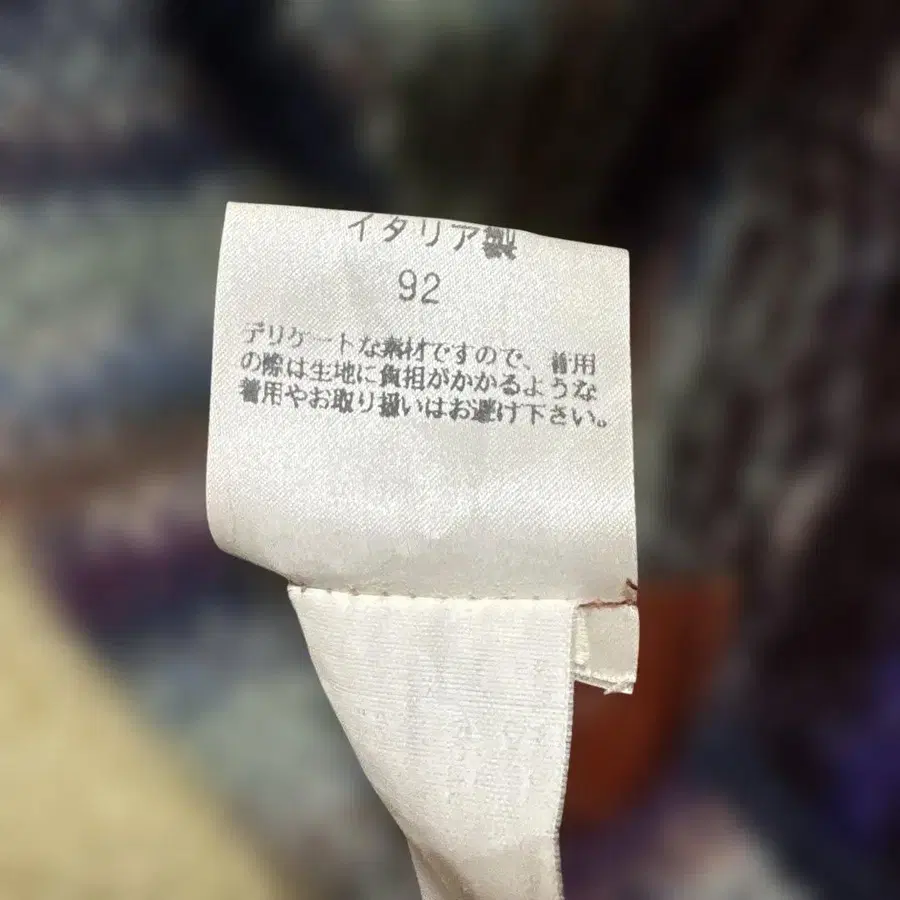 イタリア製
92
デリケートな素材ですので、着用
の際は生地に負担がかかるような
着用やお取り扱いはお避け下さい。